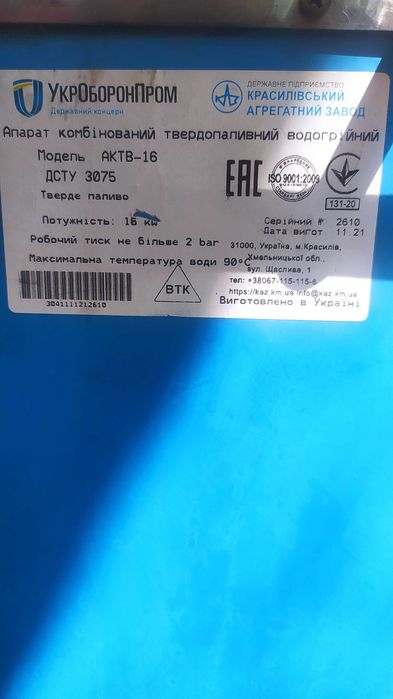 УкрОборонПром
Державний концерн
ДЕРЖАВНЕ ПІДПРИЄМСТВО
КРАСИЛІВСЬКИЙ
АГРЕГАТНИЙ ЗАВОД
Апарат комбінований твердопаливний водогрійний
Модель АКТВ-16
ДСТУ 3075
Тверде паливо
EAC
ISO 9001:2009
131-20
Потужність: 16 kw
Серійний № 2610
Дата вигот 11.21
Робочий тиск не більше 2 bar
Максимальна температура води 90°C
31000, Україна, м.Красилів,
Хмельницької обл.,
вул. Щаслива, 1
тел: +38067-115-115-6
https://kaz.km.ua info@kaz.km.ua
Виготовлено в Україні
ВТК
3041111212610